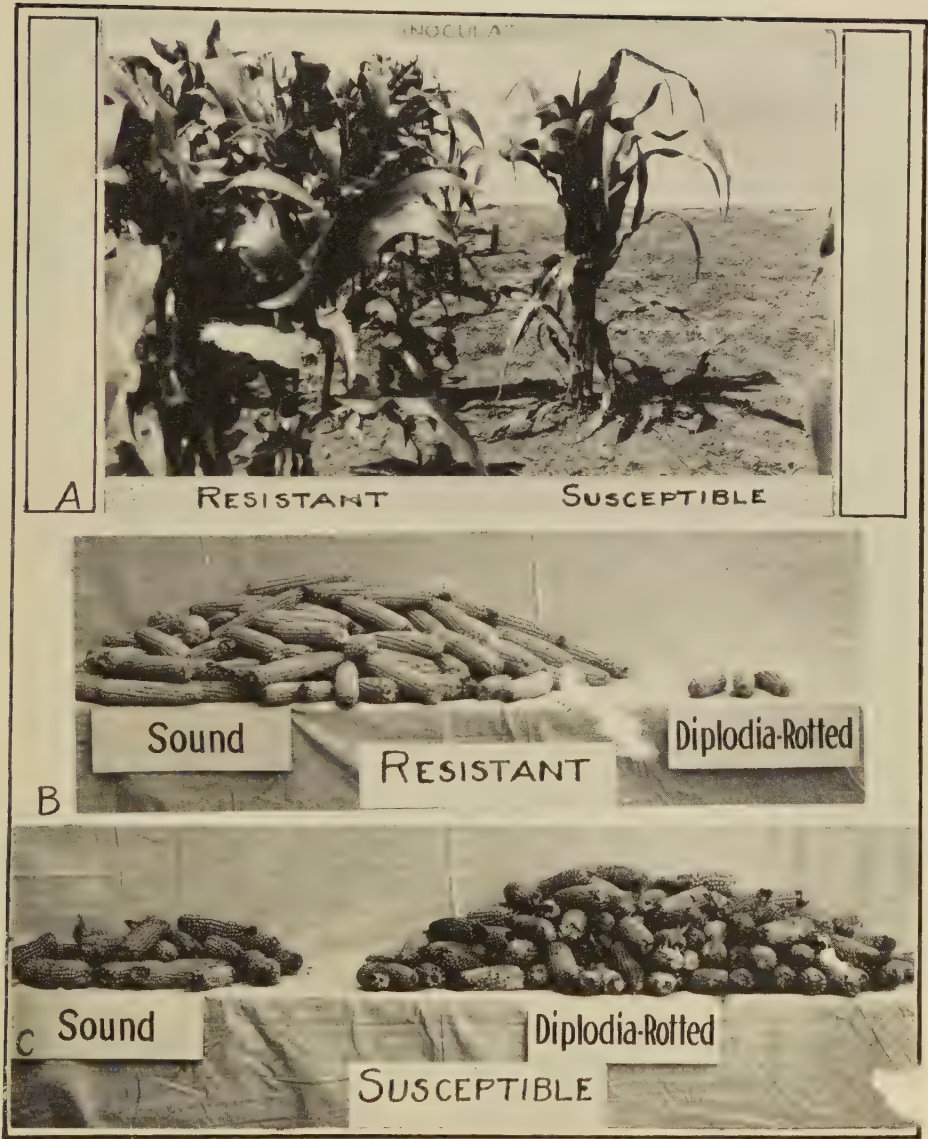 A
RESISTANT SUSCEPTIBLE
Sound
Diplodia-Rotted
RESISTANT
B
Sound
Diplodia-Rotted
C
SUSCEPTIBLE